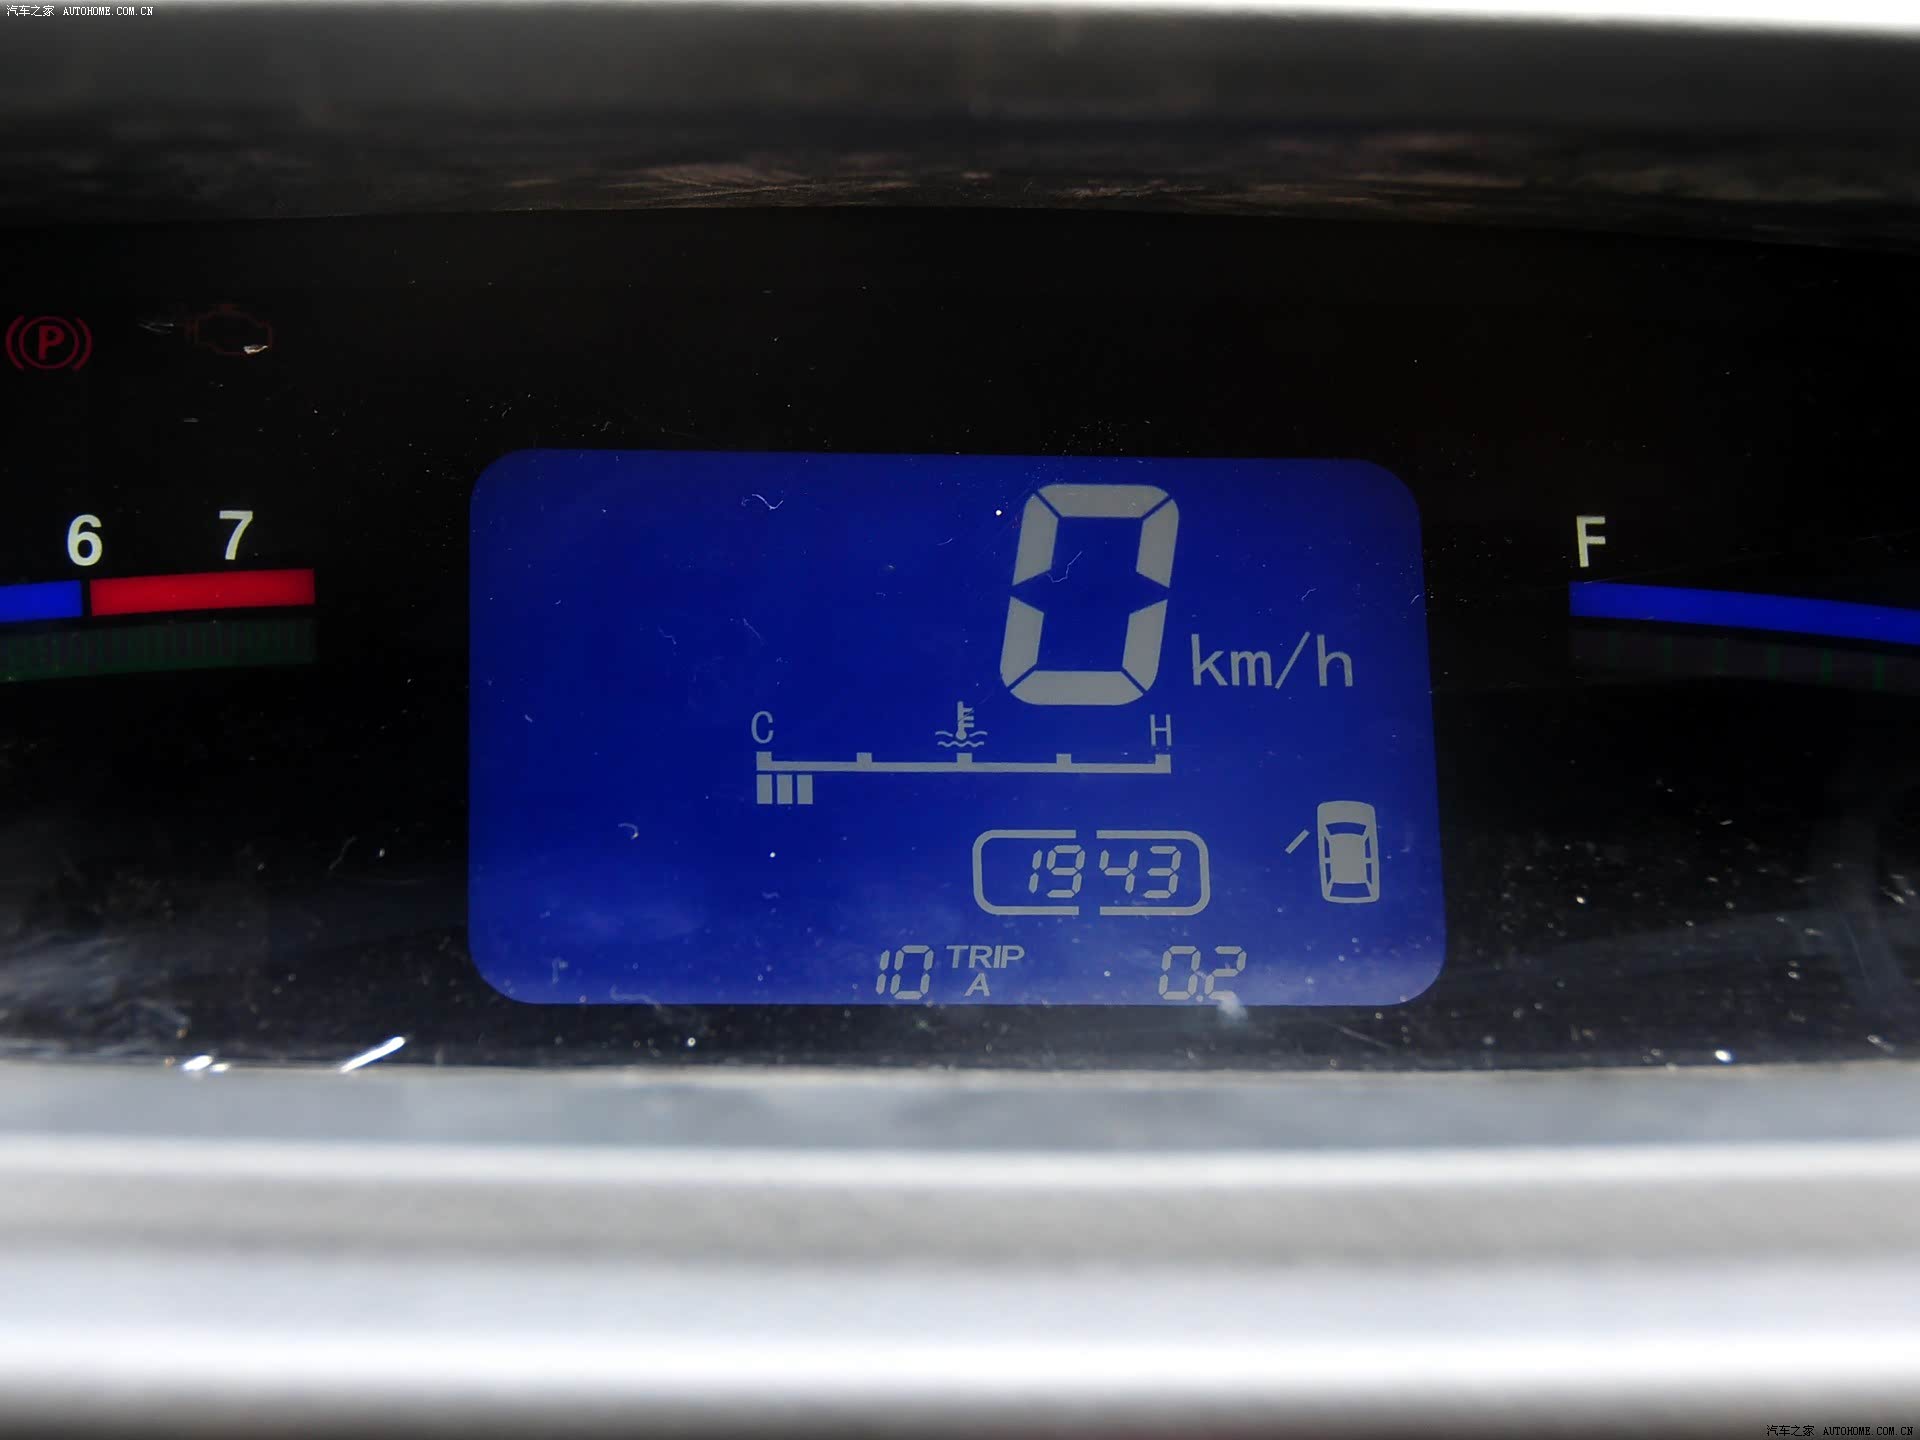 汽车之家 AUTOHOME.COM.CN
P
6 7
F
0 km/h
C H
1943
10 TRIP A 0.2
汽车之家 AUTOHOME.COM.CN